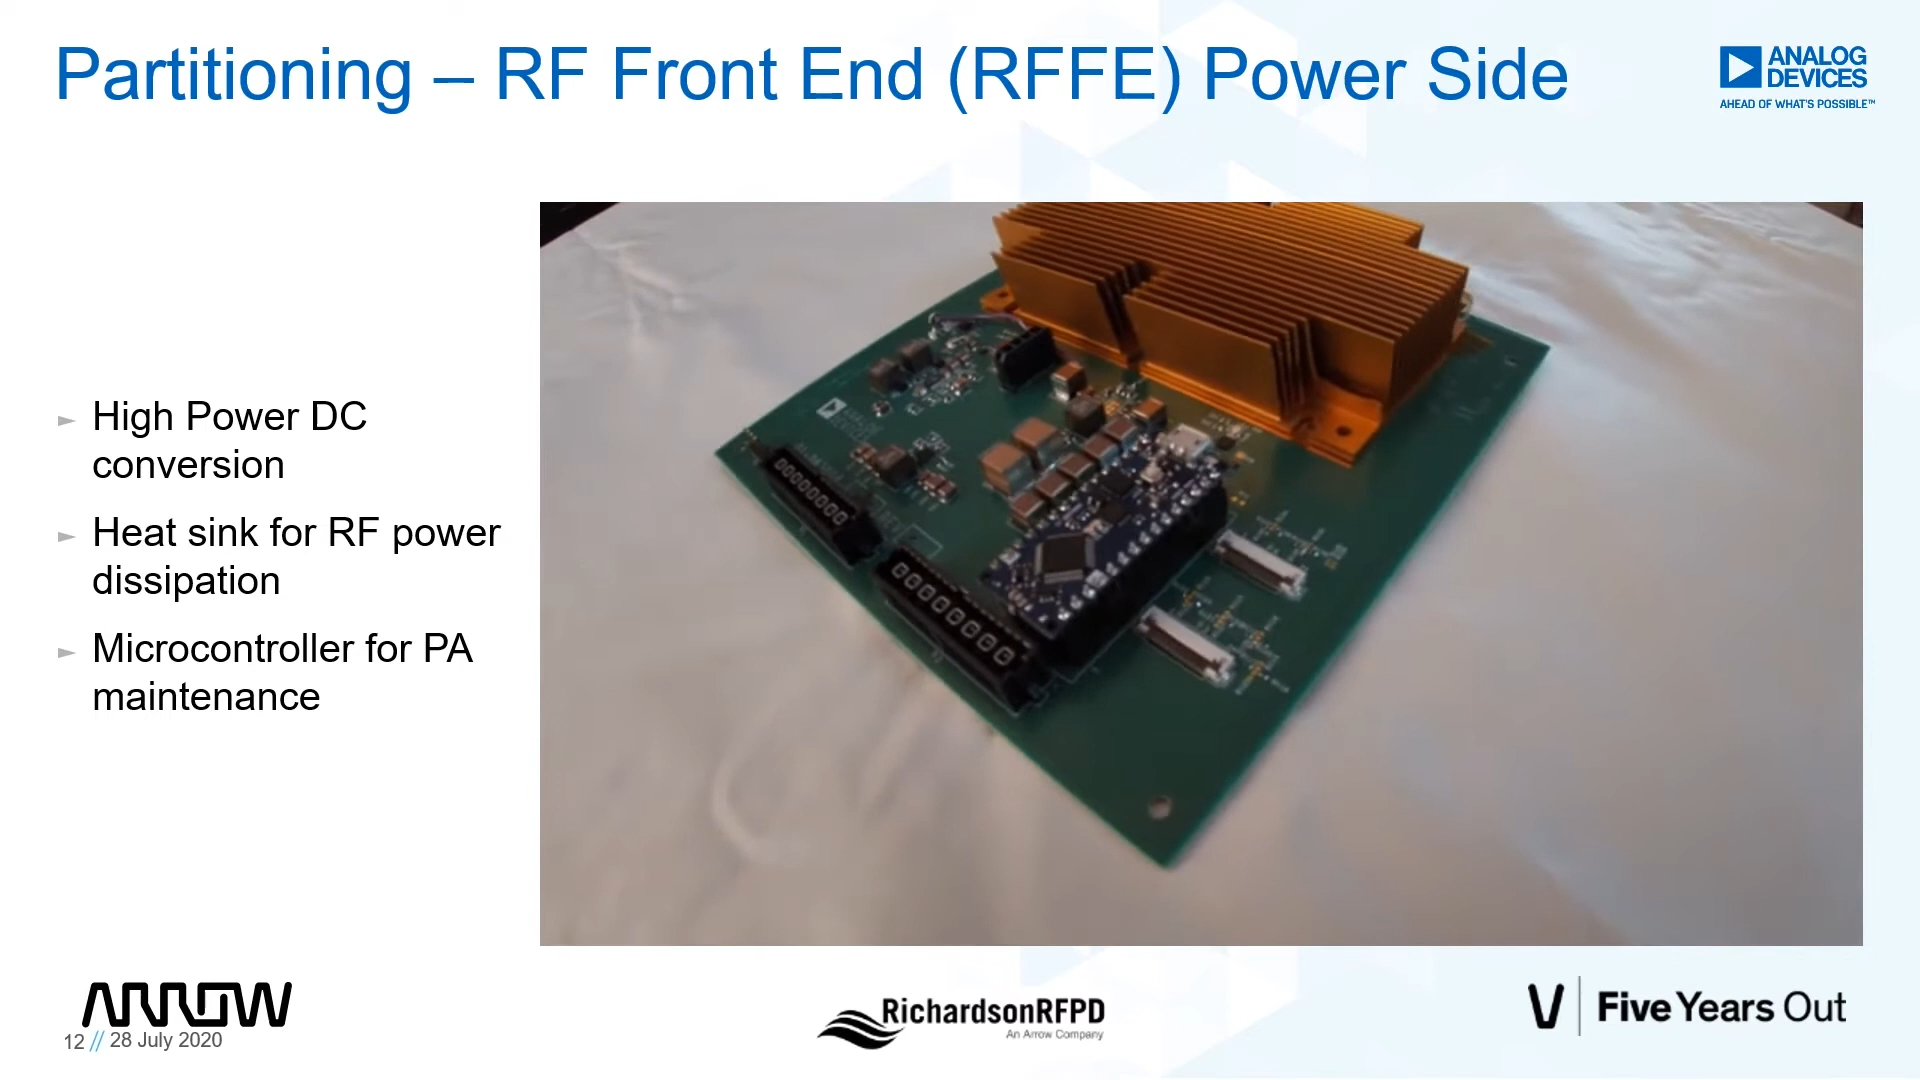 Partitioning – RF Front End (RFFE) Power Side
ANALOG
DEVICES
AHEAD OF WHAT'S POSSIBLE™
► High Power DC
conversion
► Heat sink for RF power
dissipation
► Microcontroller for PA
maintenance
ARROW
12 // 28 July 2020
RichardsonRFPD
An Arrow Company
Five Years Out